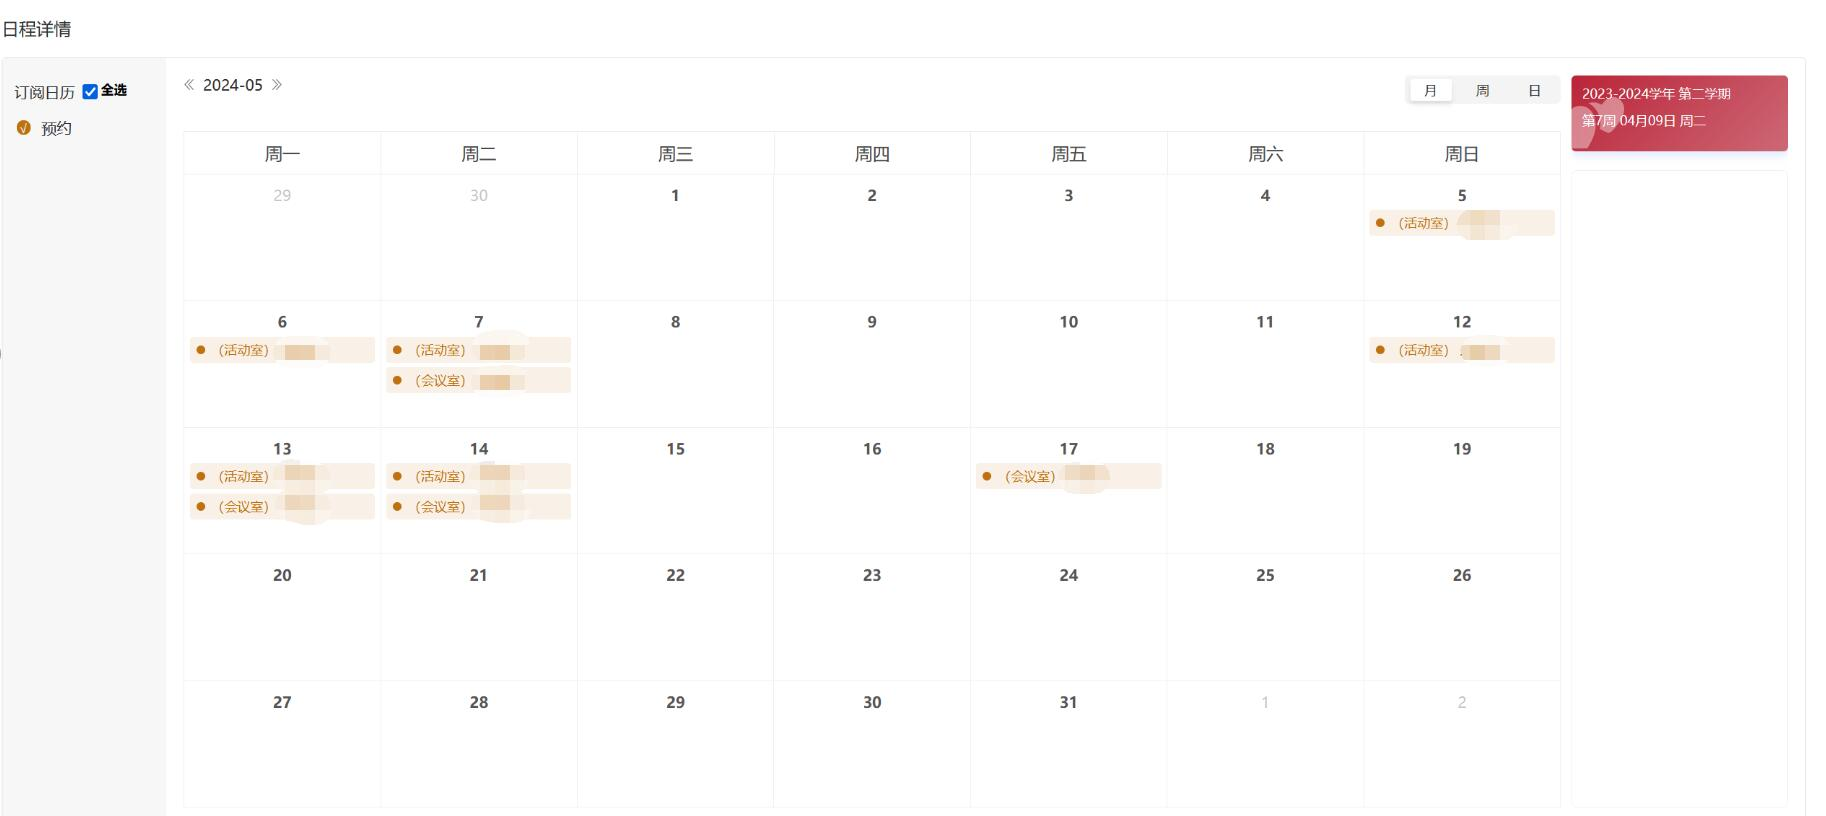 日程详情
订阅日历 全选
预约
2024-05
月 周 日
2023-2024学年 第二学期
第7周 04月09日 周二
周一 周二 周三 周四 周五 周六 周日
29 30 1 2 3 4 5
(活动室)
6 7 8 9 10 11 12
(活动室) (活动室) (活动室)
(会议室)
13 14 15 16 17 18 19
(活动室) (活动室) (会议室)
(会议室) (会议室)
20 21 22 23 24 25 26
27 28 29 30 31 1 2